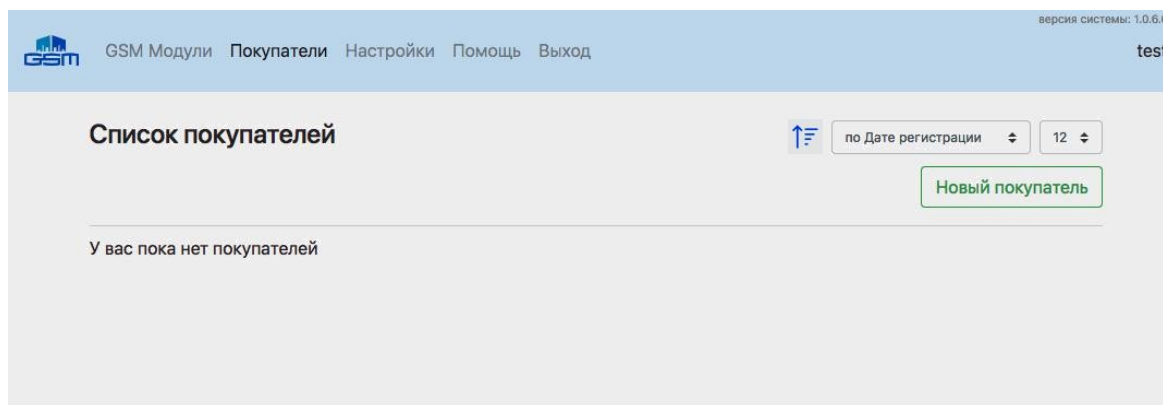 версия системы: 1.0.6.
GSM
GSM Модули Покупатели Настройки Помощь Выход
test
Список покупателей
по Дате регистрации 12
Новый покупатель
У вас пока нет покупателей